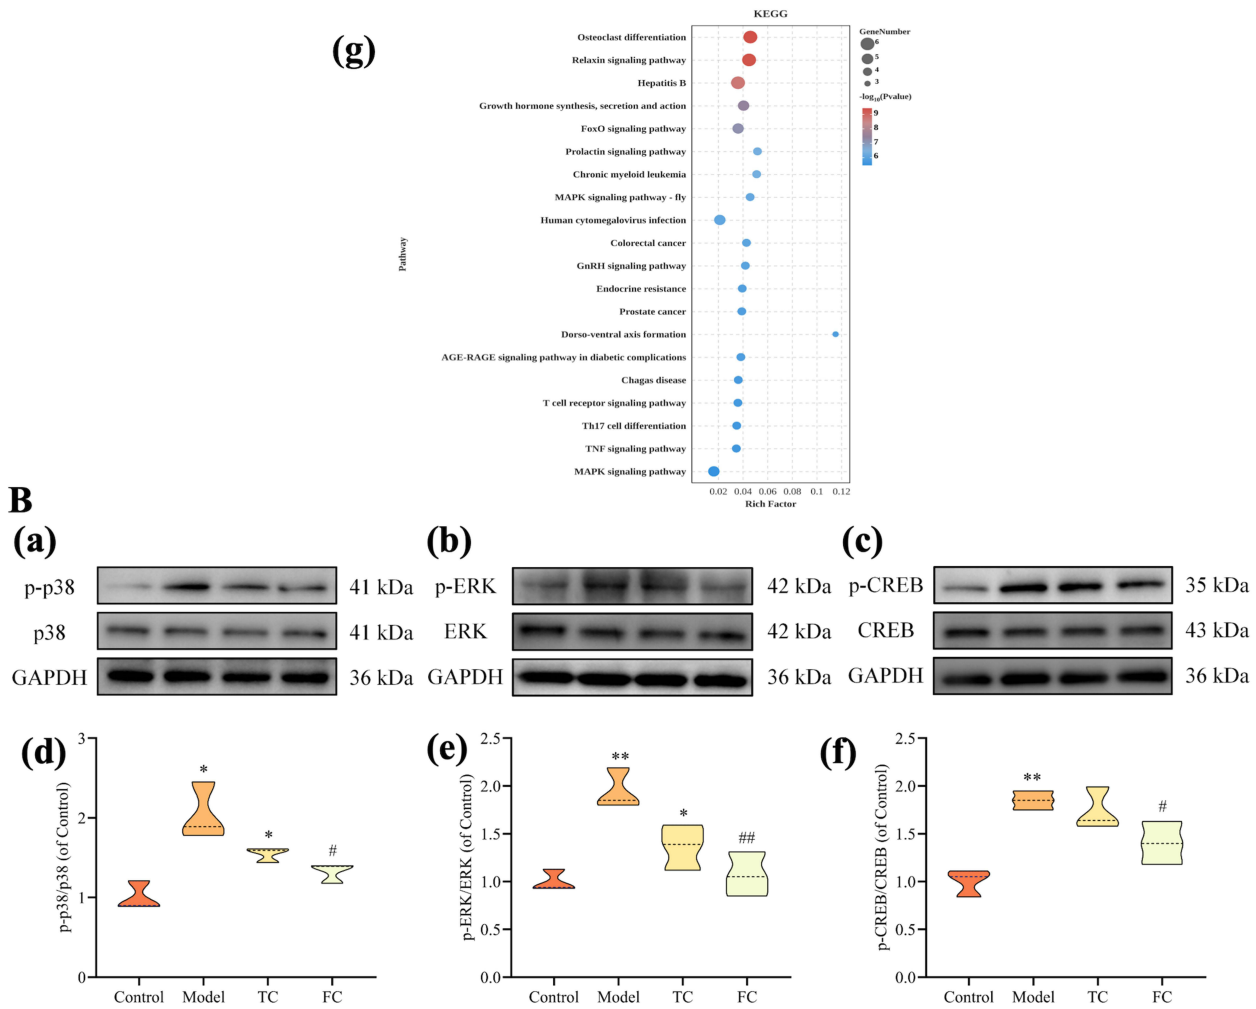 (g)
KEGG
Pathway
Osteoclast differentiation
Relaxin signaling pathway
Hepatitis B
Growth hormone synthesis, secretion and action
FoxO signaling pathway
Prolactin signaling pathway
Chronic myeloid leukemia
MAPK signaling pathway - fly
Human cytomegalovirus infection
Colorectal cancer
GnRH signaling pathway
Endocrine resistance
Prostate cancer
Dorso-ventral axis formation
AGE-RAGE signaling pathway in diabetic complications
Chagas disease
T cell receptor signaling pathway
Th17 cell differentiation
TNF signaling pathway
MAPK signaling pathway
0.02 0.04 0.06 0.08 0.1 0.12
Rich Factor
GeneNumber
6
5
4
3
-log10(Pvalue)
9
8
7
6
B
(a)
p-p38 41 kDa
p38 41 kDa
GAPDH 36 kDa
(b)
p-ERK 42 kDa
ERK 42 kDa
GAPDH 36 kDa
(c)
p-CREB 35 kDa
CREB 43 kDa
GAPDH 36 kDa
(d)
p-p38/p38 (of Control)
3
2
1
0
* * #
Control Model TC FC
(e)
p-ERK/ERK (of Control)
2.5
2.0
1.5
1.0
0.5
0.0
** * ##
Control Model TC FC
(f)
p-CREB/CREB (of Control)
2.5
2.0
1.5
1.0
0.5
0.0
** #
Control Model TC FC